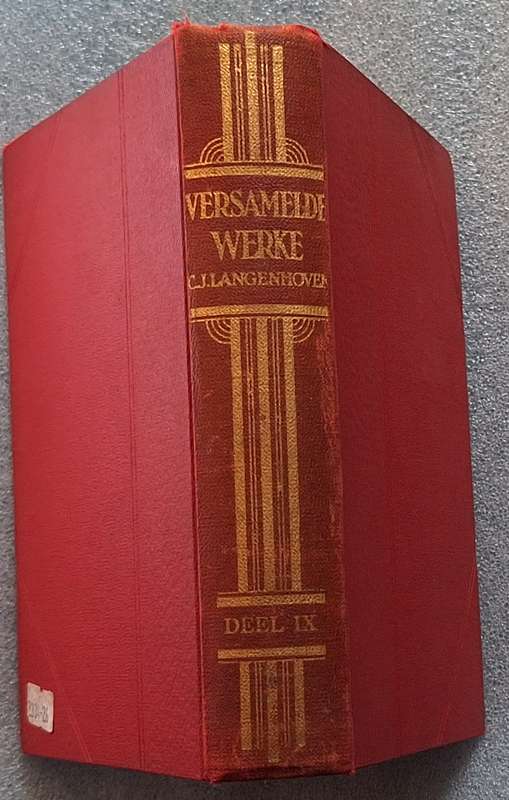 VERSAMELDE
WERKE
C.J. LANGENHOVEN
DEEL IX